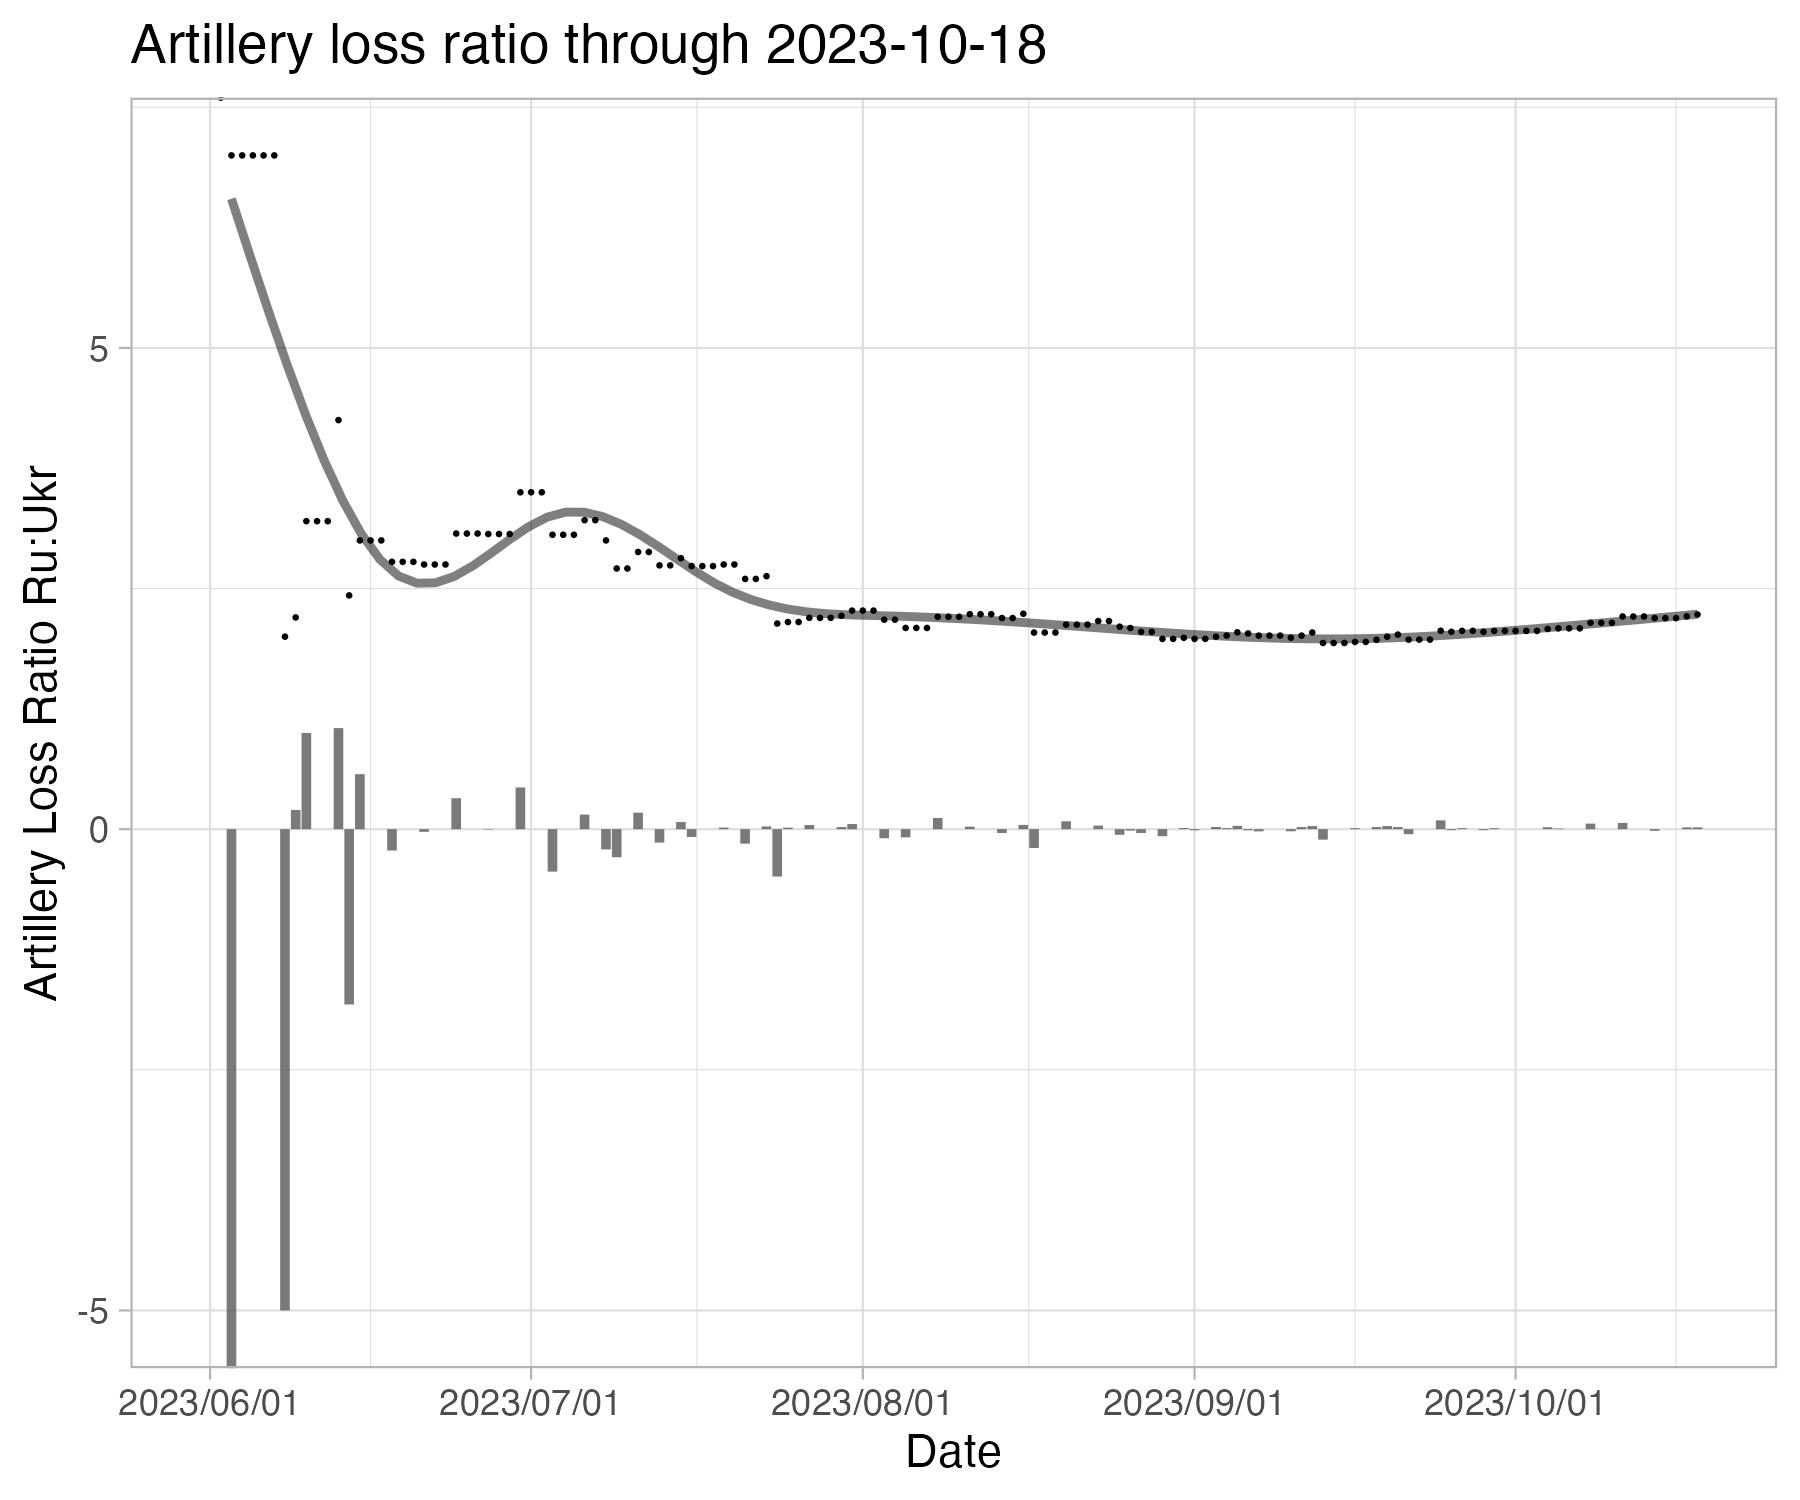 Artillery loss ratio through 2023-10-18
Artillery Loss Ratio Ru:Ukr
5
0
-5
2023/06/01 2023/07/01 2023/08/01 2023/09/01 2023/10/01
Date